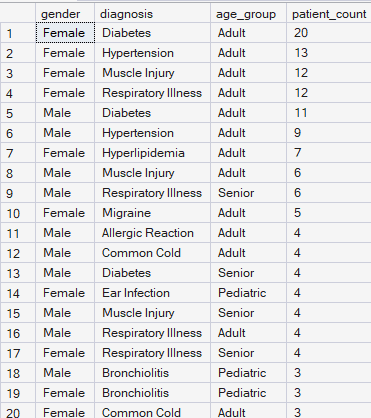 gender diagnosis age_group patient_count
1 Female Diabetes Adult 20
2 Female Hypertension Adult 13
3 Female Muscle Injury Adult 12
4 Female Respiratory Illness Adult 12
5 Male Diabetes Adult 11
6 Male Hypertension Adult 9
7 Female Hyperlipidemia Adult 7
8 Male Muscle Injury Adult 6
9 Male Respiratory Illness Senior 6
10 Female Migraine Adult 5
11 Male Allergic Reaction Adult 4
12 Male Common Cold Adult 4
13 Male Diabetes Senior 4
14 Female Ear Infection Pediatric 4
15 Male Muscle Injury Senior 4
16 Male Respiratory Illness Adult 4
17 Female Respiratory Illness Senior 4
18 Male Bronchiolitis Pediatric 3
19 Female Bronchiolitis Pediatric 3
20 Female Common Cold Adult 3